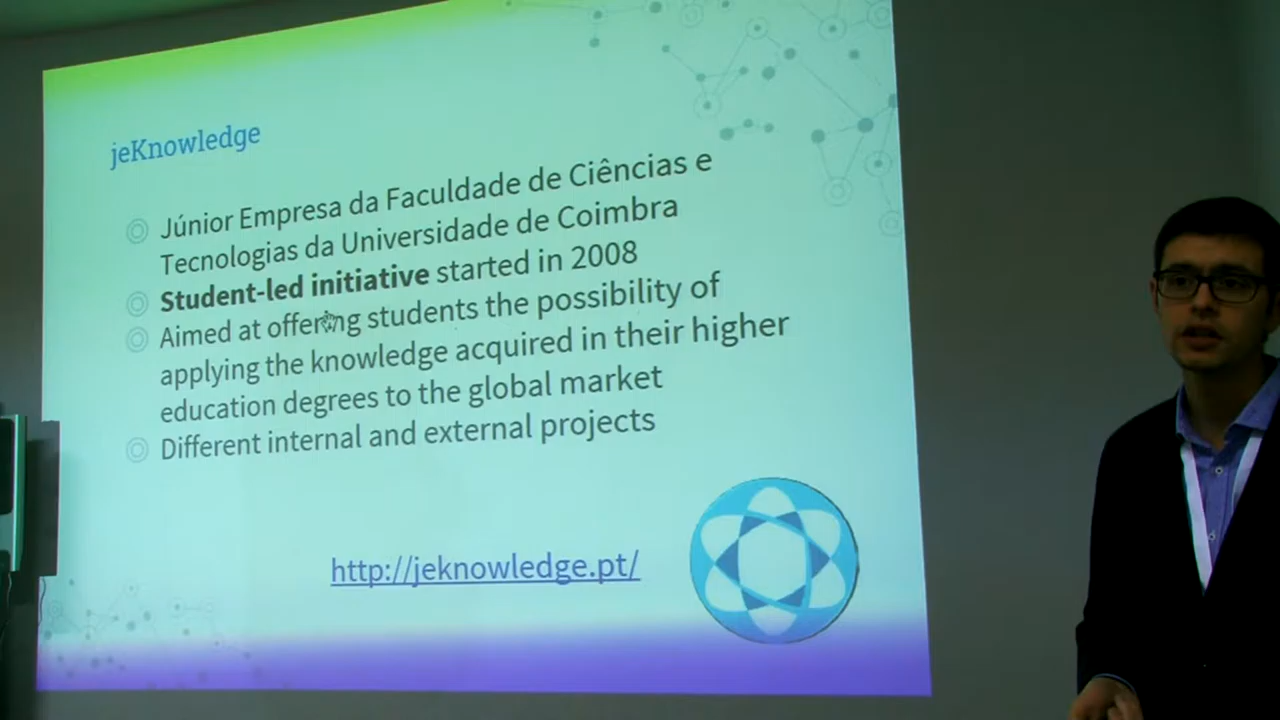 jeKnowledge
Júnior Empresa da Faculdade de Ciências e
Tecnologias da Universidade de Coimbra
Student-led initiative started in 2008
Aimed at offering students the possibility of
applying the knowledge acquired in their higher
education degrees to the global market
Different internal and external projects
http://jeknowledge.pt/